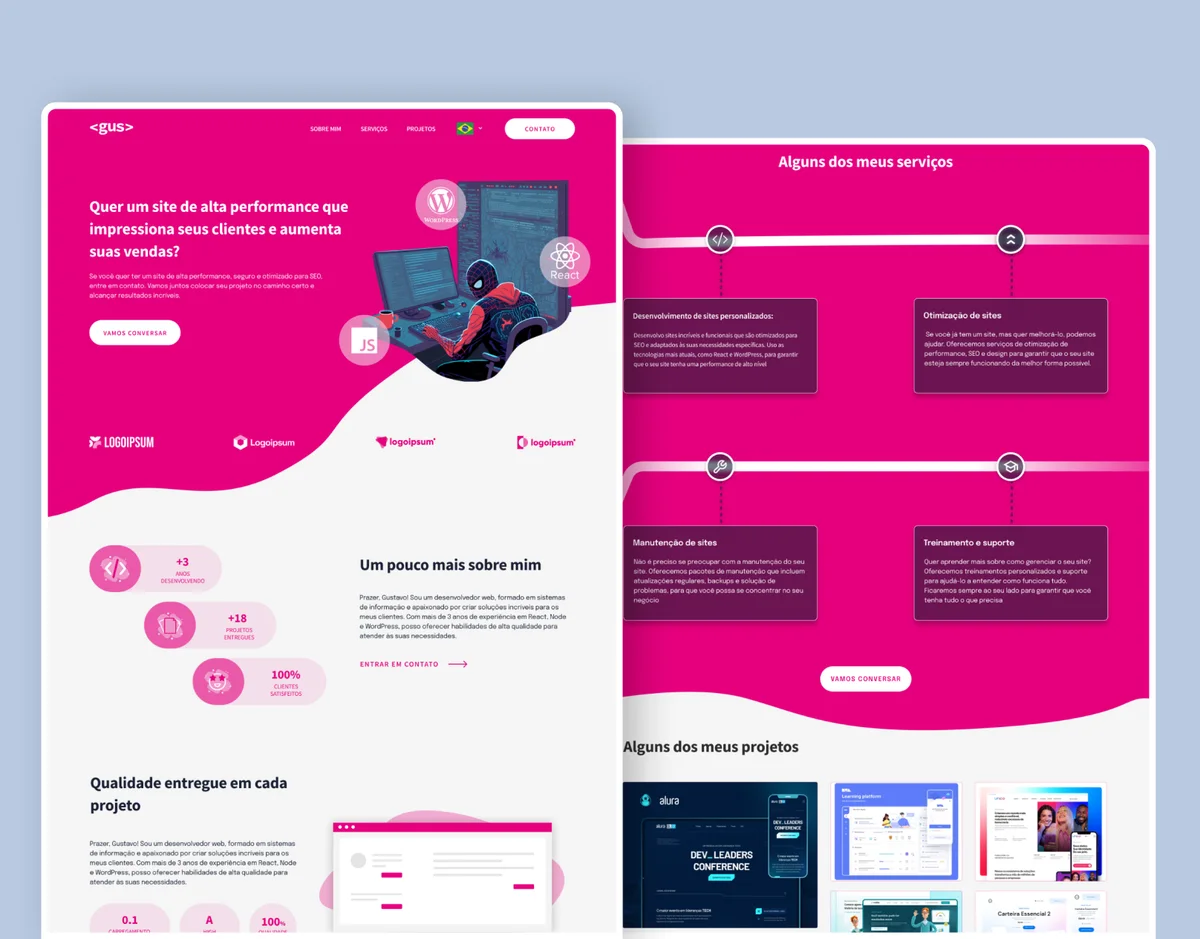 <gus>
SOBRE MIM
SERVIÇOS
PROJETOS
CONTATO
Quer um site de alta performance que
impressiona seus clientes e aumenta
suas vendas?
Se você quer ter um site de alta performance, seguro e otimizado para SEO,
entre em contato. Vamos juntos colocar seu projeto no caminho certo e
alcançar resultados incríveis.
VAMOS CONVERSAR
WORDPRESS
React
JS
LOGOIPSUM
Logoipsum
logoipsum
logoipsum
+3
ANOS
DESENVOLVENDO
+18
PROJETOS
ENTREGUES
100%
CLIENTES
SATISFEITOS
Um pouco mais sobre mim
Prazer, Gustavo! Sou um desenvolvedor web, formado em sistemas
de informação e apaixonado por criar soluções incríveis para os
meus clientes. Com mais de 3 anos de experiência em React, Node
e WordPress, posso oferecer habilidades de alta qualidade para
atender às suas necessidades.
ENTRAR EM CONTATO
Qualidade entregue em cada
projeto
Prazer, Gustavo! Sou um desenvolvedor web, formado em sistemas
de informação e apaixonado por criar soluções incríveis para os
meus clientes. Com mais de 3 anos de experiência em React, Node
e WordPress, posso oferecer habilidades de alta qualidade para
atender às suas necessidades.
0.1
CARREGAMENTO
A
HIGH
100%
QUALIDADE
Alguns dos meus serviços
Desenvolvimento de sites personalizados:
Desenvolvo sites incríveis e funcionais que são otimizados para
SEO e adaptados às suas necessidades específicas. Uso as
tecnologias mais atuais, como React e WordPress, para garantir
que o seu site tenha uma performance de alto nível
Otimização de sites
Se você já tem um site, mas quer melhorá-lo, podemos
ajudar. Oferecemos serviços de otimização de
performance, SEO e design para garantir que o seu site
esteja sempre funcionando da melhor forma possível.
Manutenção de sites
Não é preciso se preocupar com a manutenção do seu
site. Oferecemos pacotes de manutenção que incluem
atualizações regulares, backups e solução de
problemas, para que você possa se concentrar no seu
negócio
Treinamento e suporte
Quer aprender mais sobre como gerenciar o seu site?
Oferecemos treinamentos personalizados e suporte
para ajudá-lo a entender como funciona tudo.
Ficaremos sempre ao seu lado para garantir que você
tenha tudo o que precisa
VAMOS CONVERSAR
Alguns dos meus projetos
alura
DEV_ LEADERS
CONFERENCE
DEV_ LEADERS
CONFERENCE
Learning platform
Carteira Essencial 2